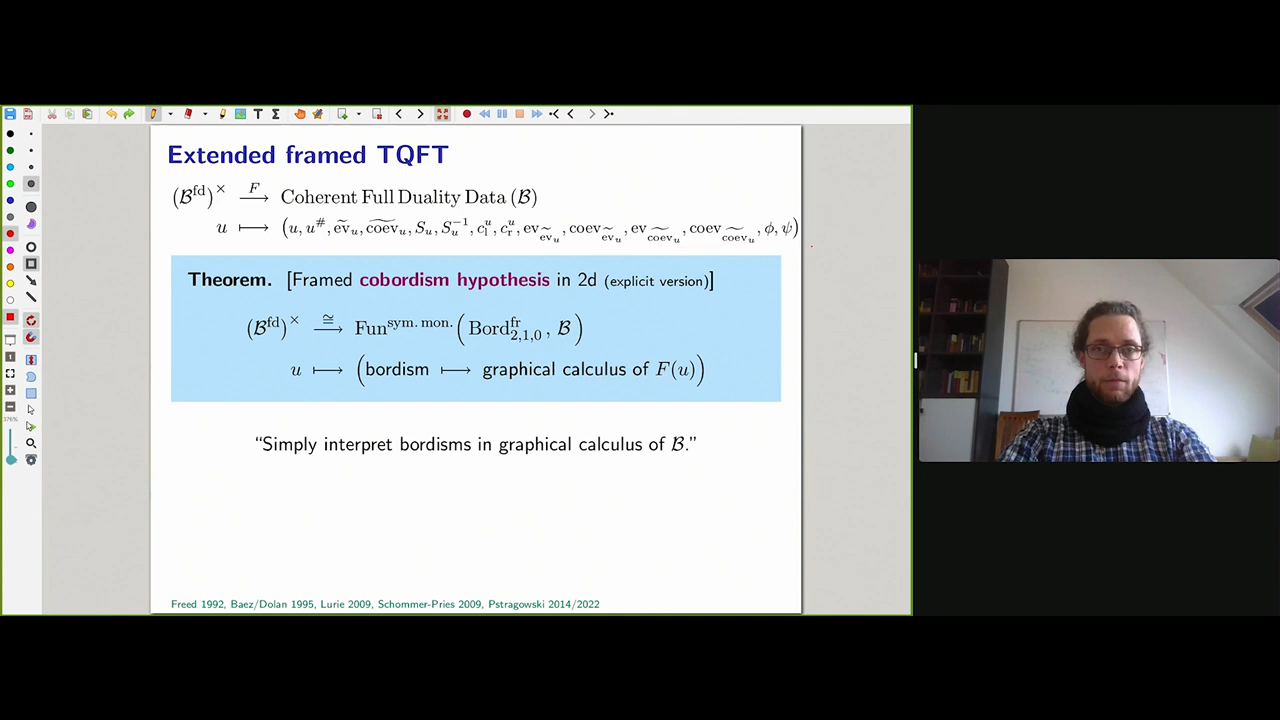 Extended framed TQFT
(ℬ^fd)^× ⟶^F Coherent Full Duality Data (ℬ)
u ⟼ (u, u^#, ẽv_u, c͠oev_u, S_u, S_u^{-1}, c_l^u, c_r^u, ev_{ẽv_u}, coev_{ẽv_u}, ev_{c͠oev_u}, coev_{c͠oev_u}, ϕ, ψ)
Theorem. [Framed cobordism hypothesis in 2d (explicit version)]
(ℬ^fd)^× ⟶^≅ Fun^{sym. mon.}(Bord^fr_{2,1,0}, ℬ)
u ⟼ (bordism ⟼ graphical calculus of F(u))
“Simply interpret bordisms in graphical calculus of ℬ.”
Freed 1992, Baez/Dolan 1995, Lurie 2009, Schommer-Pries 2009, Pstragowski 2014/2022